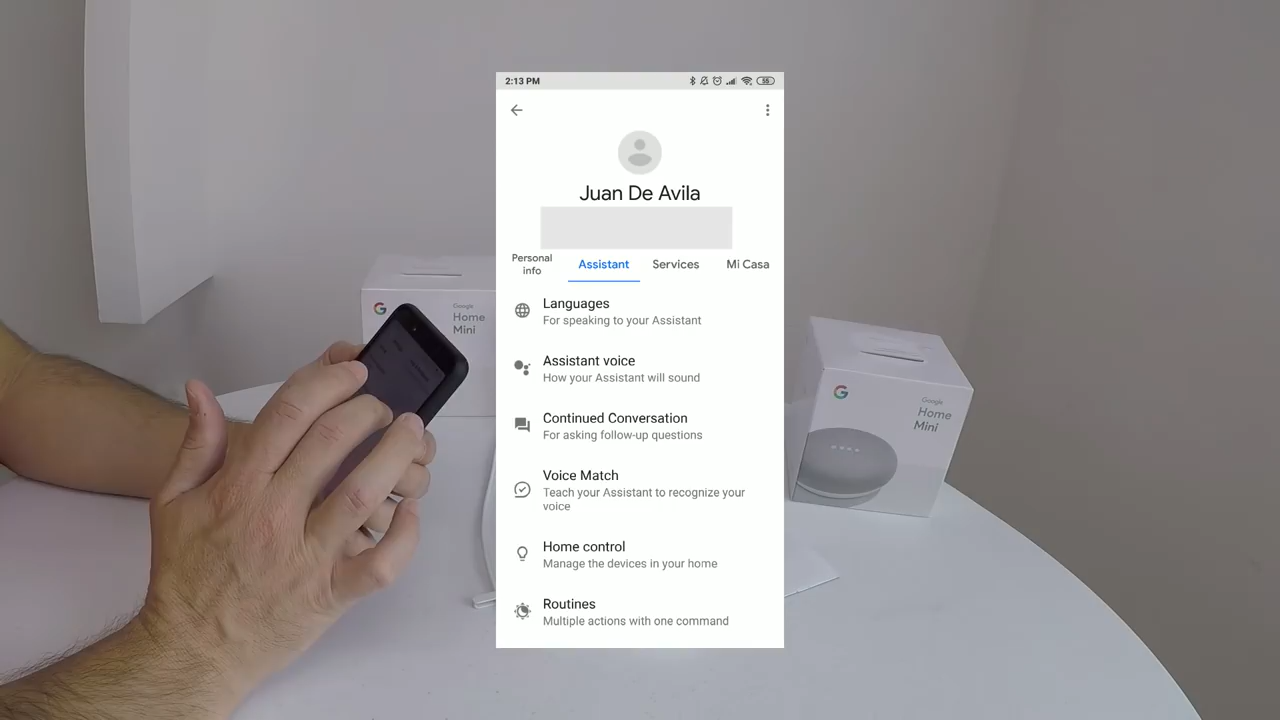 2:13 PM
55
Juan De Avila
Personal info
Assistant
Services
Mi Casa
Languages
For speaking to your Assistant
Assistant voice
How your Assistant will sound
Continued Conversation
For asking follow-up questions
Voice Match
Teach your Assistant to recognize your
voice
Home control
Manage the devices in your home
Routines
Multiple actions with one command
G
Google
Home
Mini
G
Google
Home
Mini